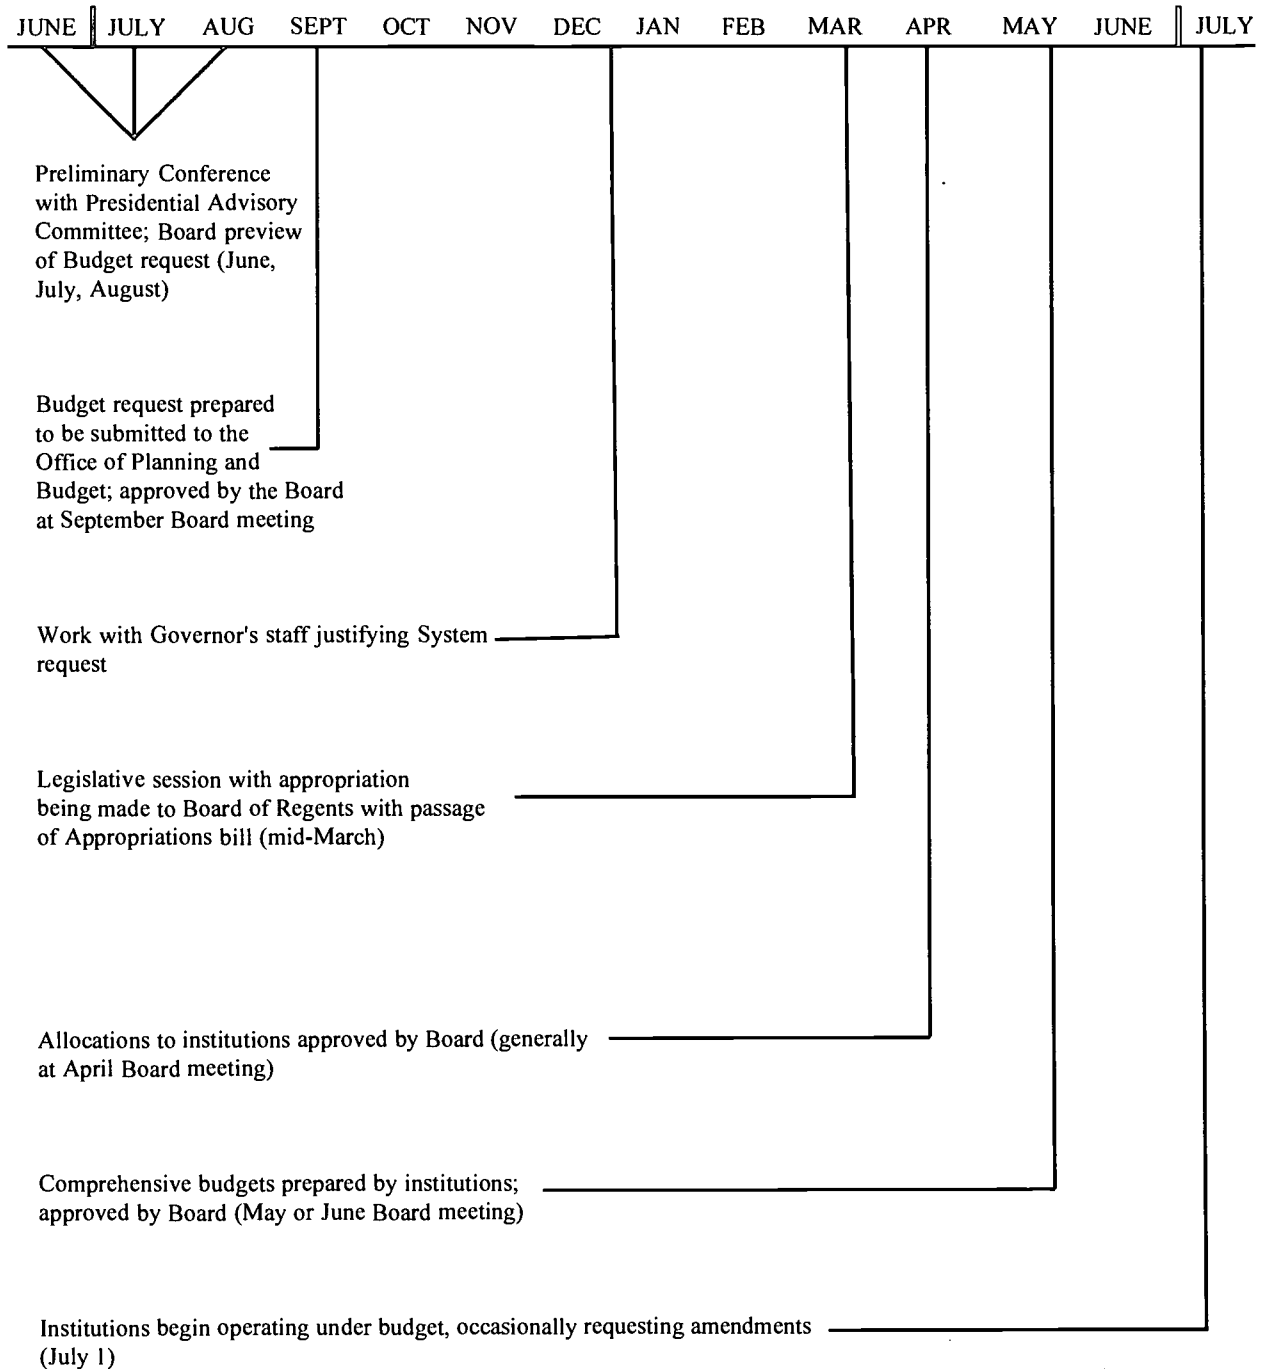 JUNE JULY AUG SEPT OCT NOV DEC JAN FEB MAR APR MAY JUNE JULY
Preliminary Conference
with Presidential Advisory
Committee; Board preview
of Budget request (June,
July, August)
Budget request prepared
to be submitted to the
Office of Planning and
Budget; approved by the Board
at September Board meeting
Work with Governor's staff justifying System
request
Legislative session with appropriation
being made to Board of Regents with passage
of Appropriations bill (mid-March)
Allocations to institutions approved by Board (generally
at April Board meeting)
Comprehensive budgets prepared by institutions;
approved by Board (May or June Board meeting)
Institutions begin operating under budget, occasionally requesting amendments
(July 1)